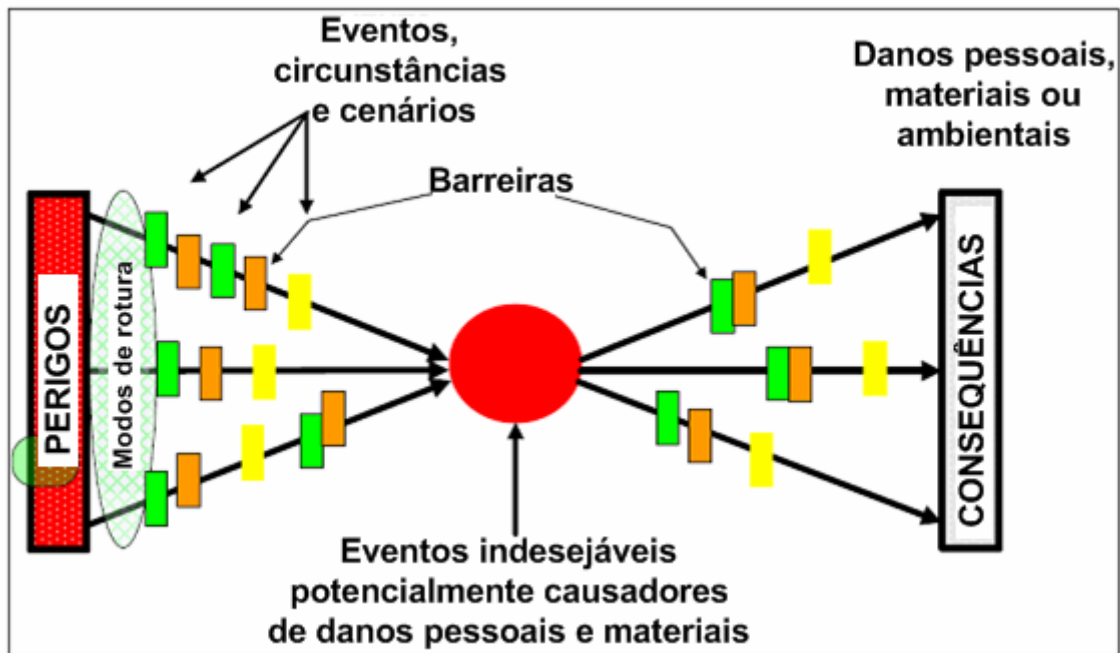 Eventos,
circunstâncias
e cenários
Danos pessoais,
materiais ou
ambientais
Barreiras
PERIGOS
Modos de rotura
CONSEQUÊNCIAS
Eventos indesejáveis
potencialmente causadores
de danos pessoais e materiais